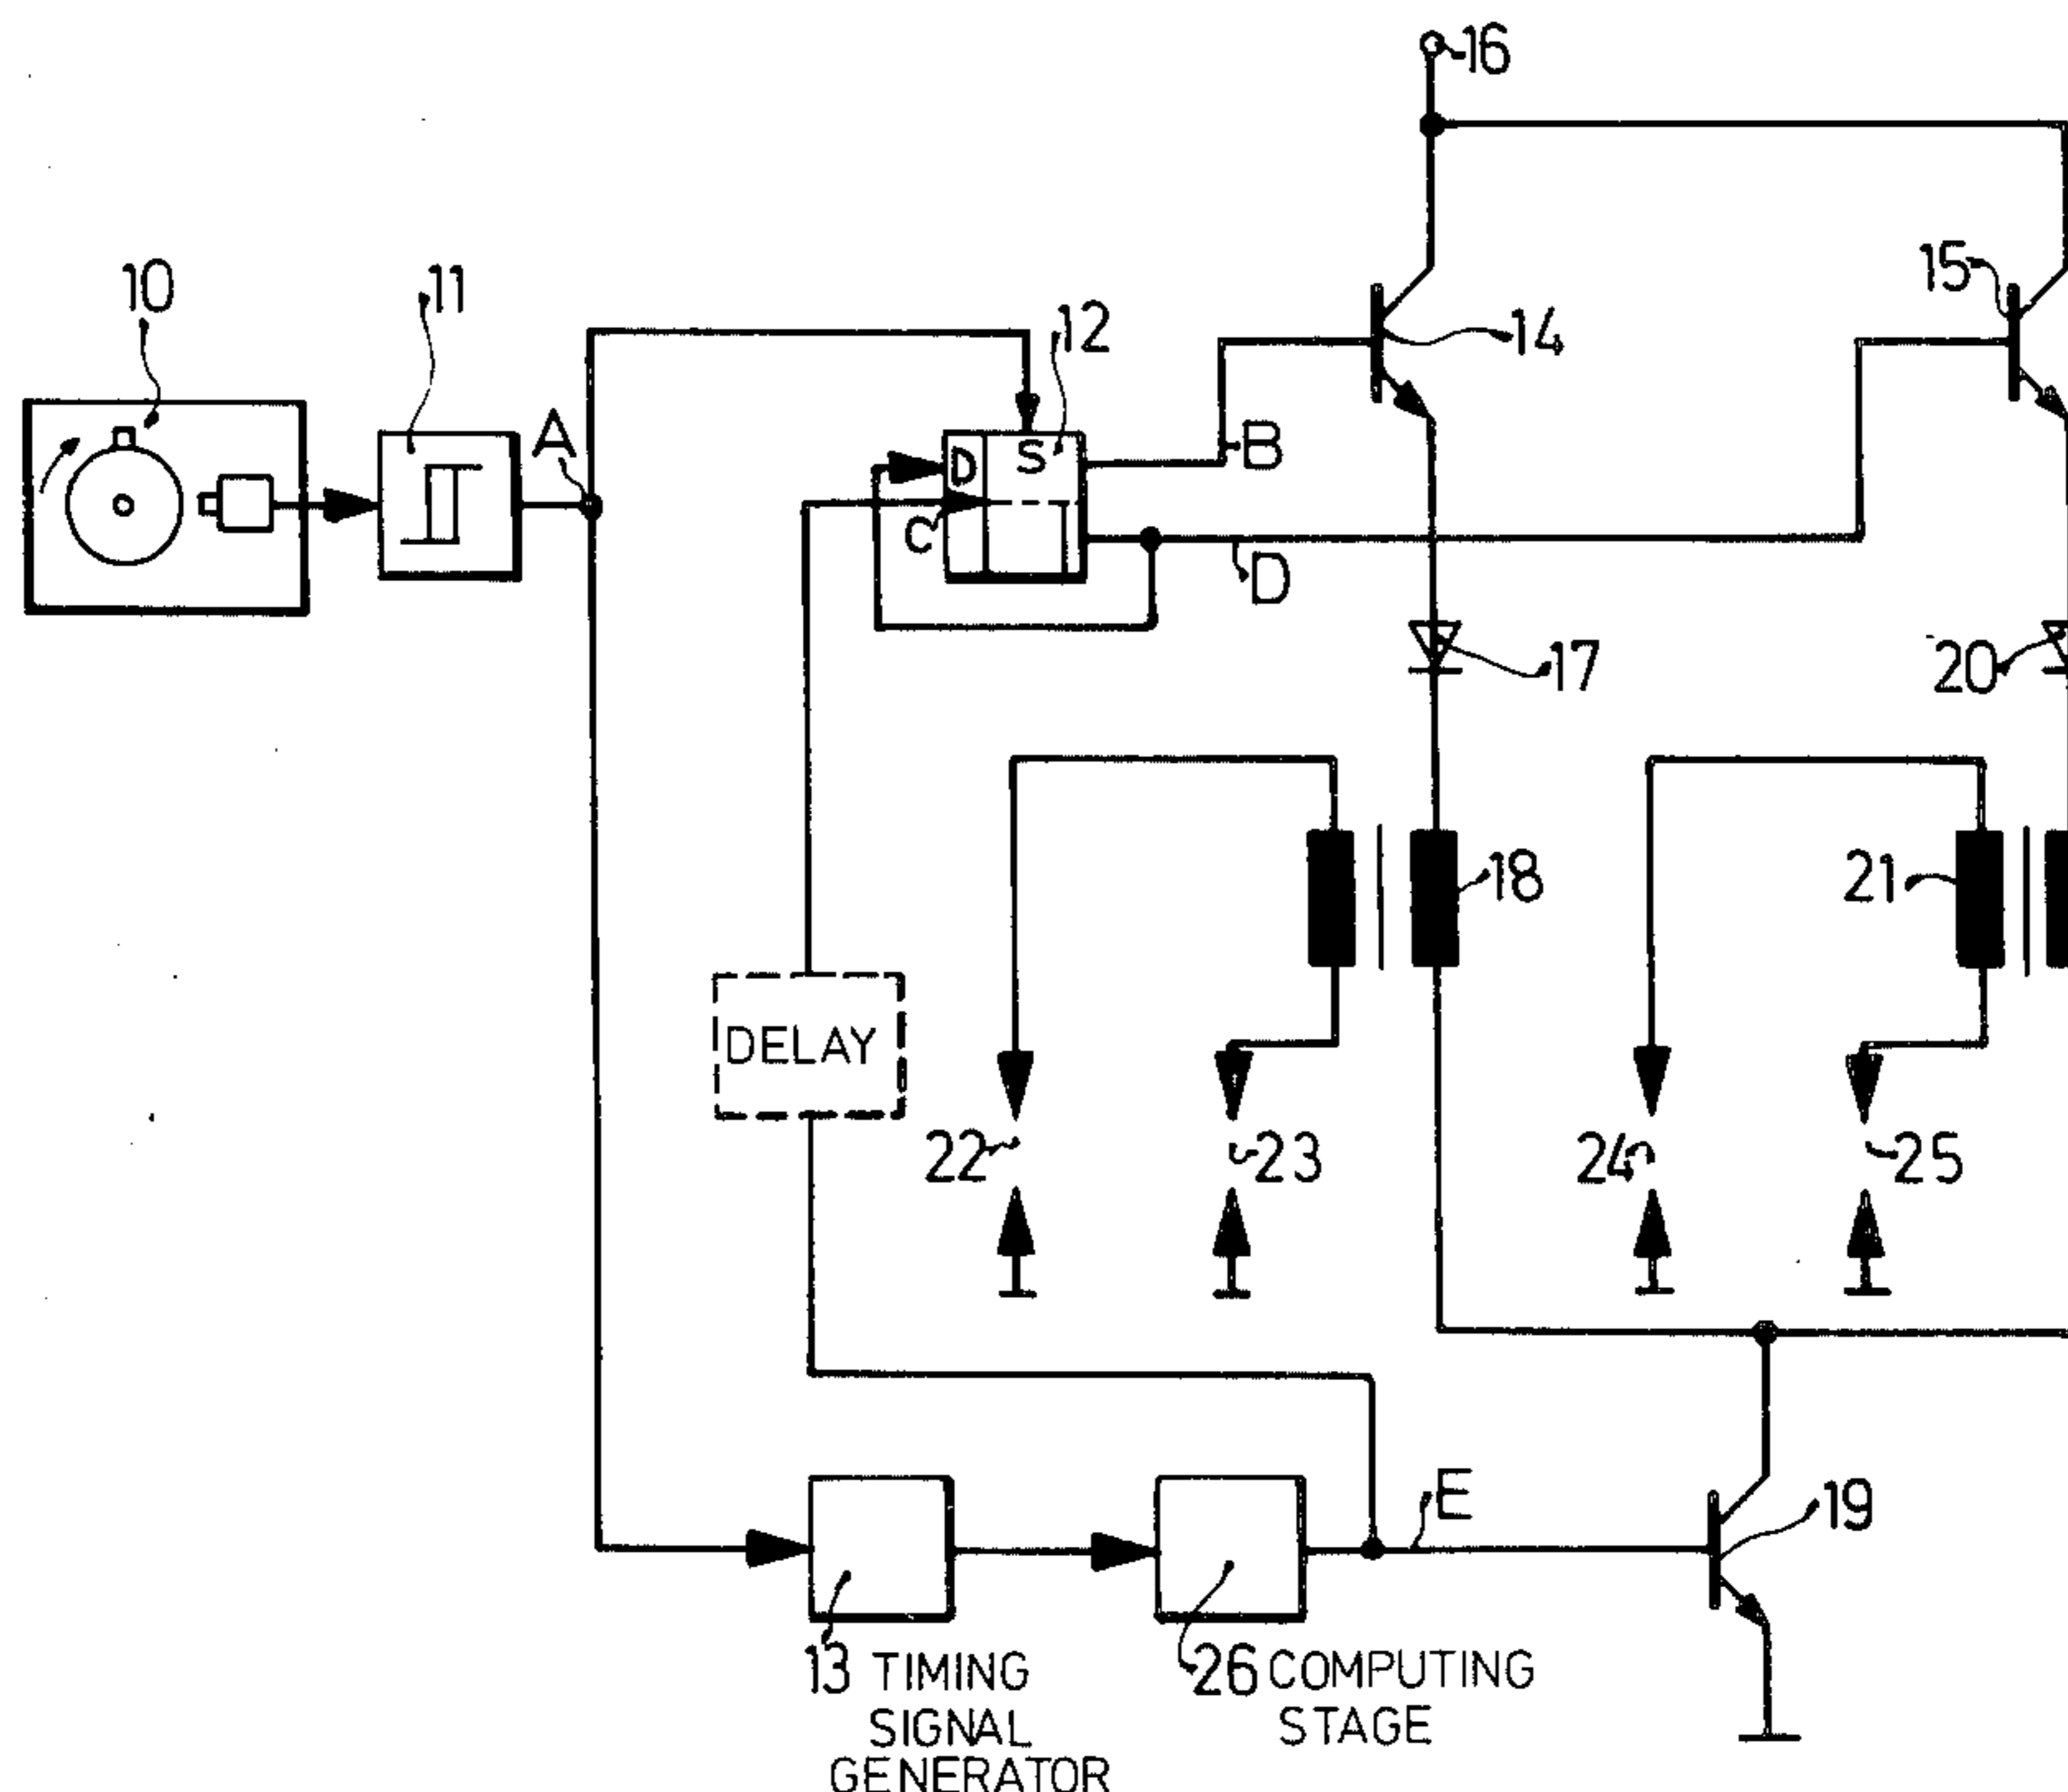 16
10
11
12
14
15
A
D
S
B
C
D
17
20
18
21
DELAY
22
23
24
25
E
19
13 TIMING
SIGNAL
GENERATOR
26 COMPUTING
STAGE